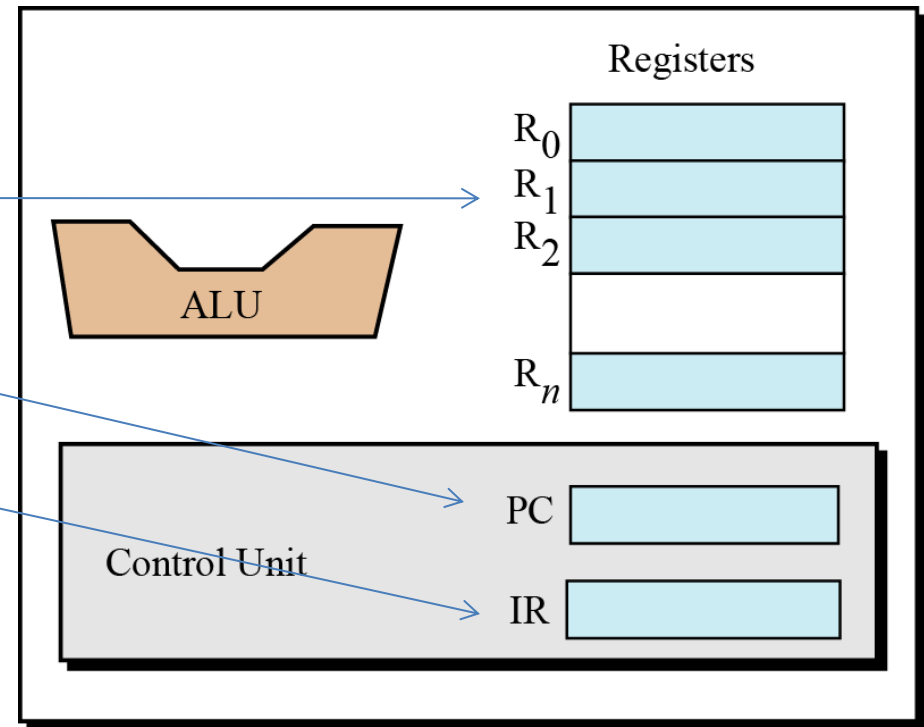 Registers
R0
R1
R2
ALU
Rn
PC
Control Unit
IR